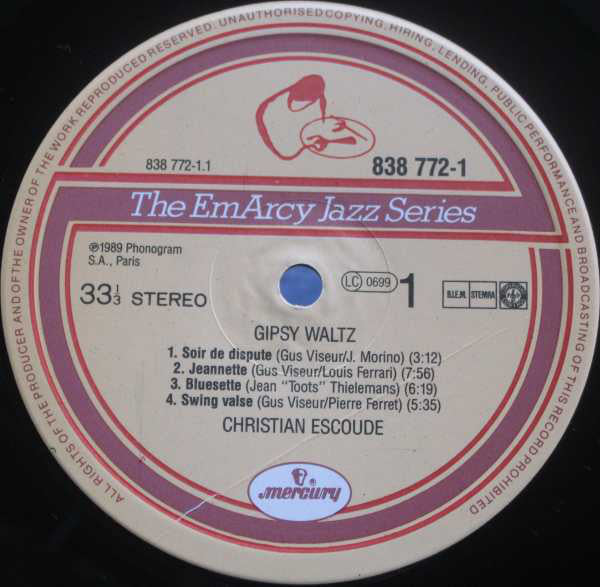 ALL RIGHTS OF THE PRODUCER AND OF THE OWNER OF THE WORK REPRODUCED RESERVED. UNAUTHORISED COPYING, HIRING, LENDING, PUBLIC PERFORMANCE AND BROADCASTING OF THIS RECORD PROHIBITED
838 772-1.1
838 772-1
The EmArcy Jazz Series
℗1989 Phonogram
S.A., Paris
33 1/3 STEREO
LC 0699
1
B.I.E.M.
STEMRA
GIPSY WALTZ
1. Soir de dispute (Gus Viseur/J. Morino) (3:12)
2. Jeannette (Gus Viseur/Louis Ferrari) (7:56)
3. Bluesette (Jean "Toots" Thielemans) (6:19)
4. Swing valse (Gus Viseur/Pierre Ferret) (5:35)
CHRISTIAN ESCOUDE
mercury